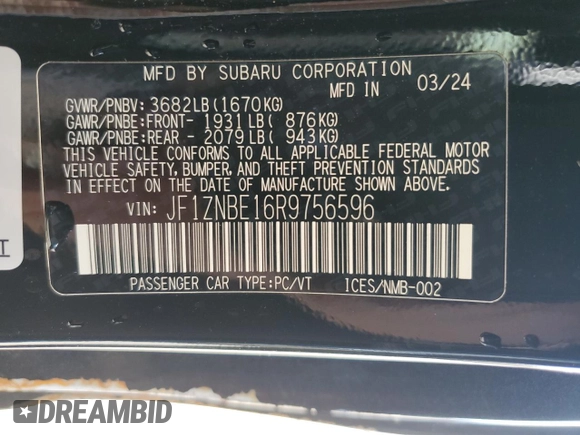 MFD BY SUBARU CORPORATION
MFD IN 03/24
GVWR/PNBV: 3682LB(1670KG)
GAWR/PNBE:FRONT- 1931LB( 876KG)
GAWR/PNBE:REAR - 2079LB( 943KG)
THIS VEHICLE CONFORMS TO ALL APPLICABLE FEDERAL MOTOR
VEHICLE SAFETY, BUMPER, AND THEFT PREVENTION STANDARDS
IN EFFECT ON THE DATE OF MANUFACTURE SHOWN ABOVE.
VIN: JF1ZNBE16R9756596
PASSENGER CAR TYPE:PC/VT ICES/NMB-002
DREAMBID